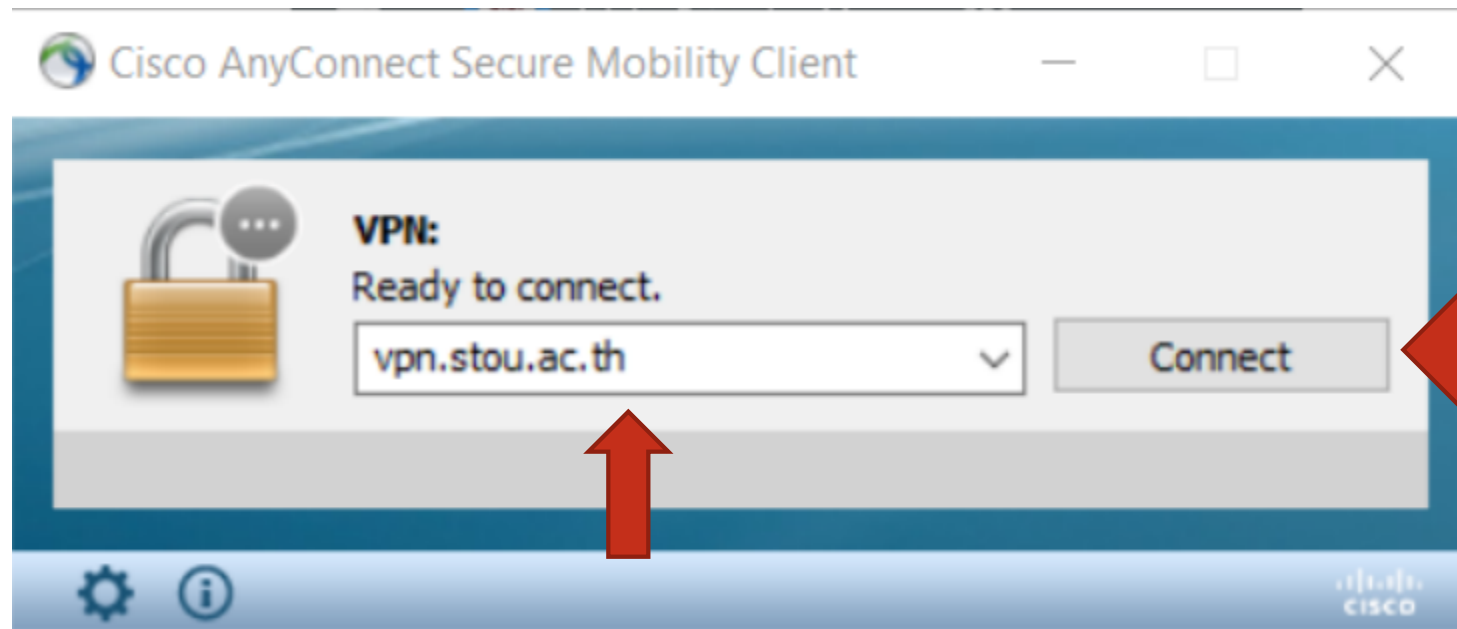 Cisco AnyConnect Secure Mobility Client
VPN:
Ready to connect.
vpn.stou.ac.th
Connect
CISCO